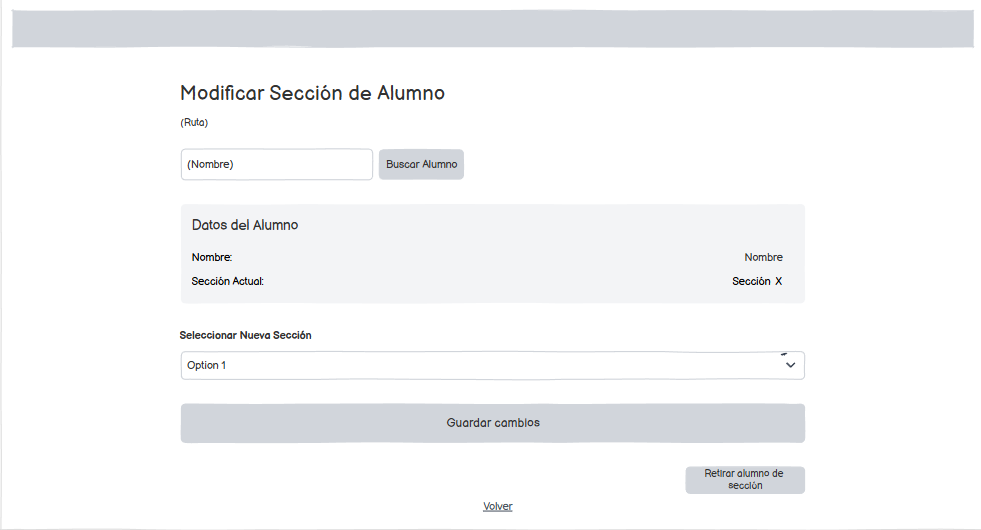 Modificar Sección de Alumno
(Ruta)
(Nombre) Buscar Alumno
Datos del Alumno
Nombre: Nombre
Sección Actual: Sección X
Seleccionar Nueva Sección
Option 1
Guardar cambios
Retirar alumno de
sección
Volver